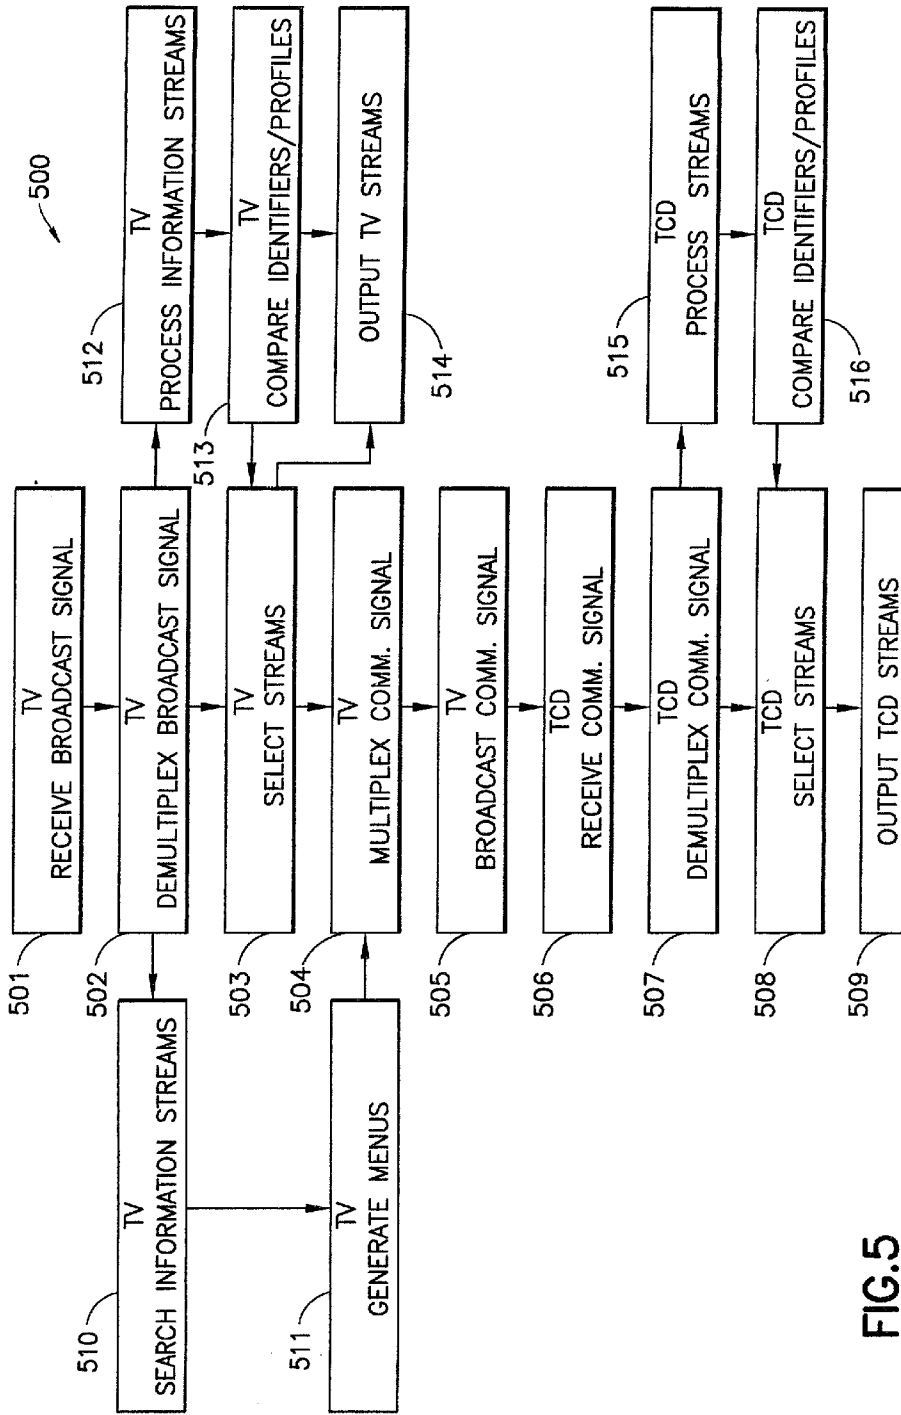 500
501
TV
RECEIVE BROADCAST SIGNAL
502
TV
DEMULTIPLEX BROADCAST SIGNAL
503
TV
SELECT STREAMS
504
TV
MULTIPLEX COMM. SIGNAL
505
TV
BROADCAST COMM. SIGNAL
506
TCD
RECEIVE COMM. SIGNAL
507
TCD
DEMULTIPLEX COMM. SIGNAL
508
TCD
SELECT STREAMS
509
OUTPUT TCD STREAMS
510
TV
SEARCH INFORMATION STREAMS
511
TV
GENERATE MENUS
512
TV
PROCESS INFORMATION STREAMS
513
TV
COMPARE IDENTIFIERS/PROFILES
514
OUTPUT TV STREAMS
515
TCD
PROCESS STREAMS
516
TCD
COMPARE IDENTIFIERS/PROFILES
FIG.5